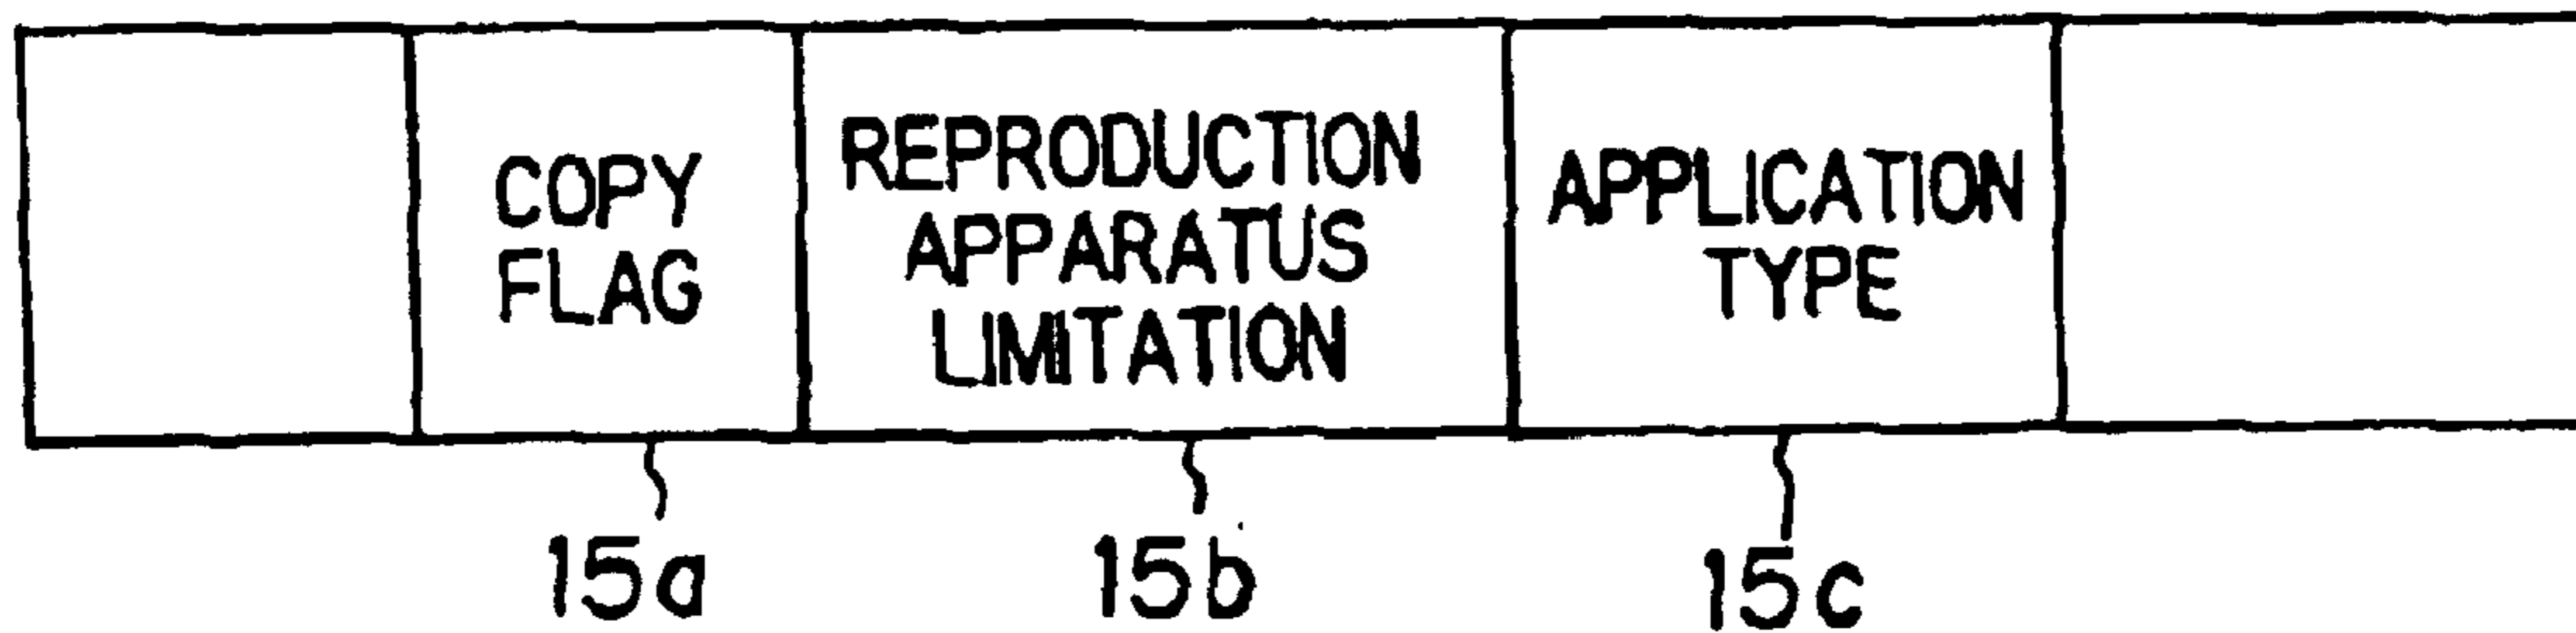 COPY
FLAG
REPRODUCTION
APPARATUS
LIMITATION
APPLICATION
TYPE
15a
15b
15c